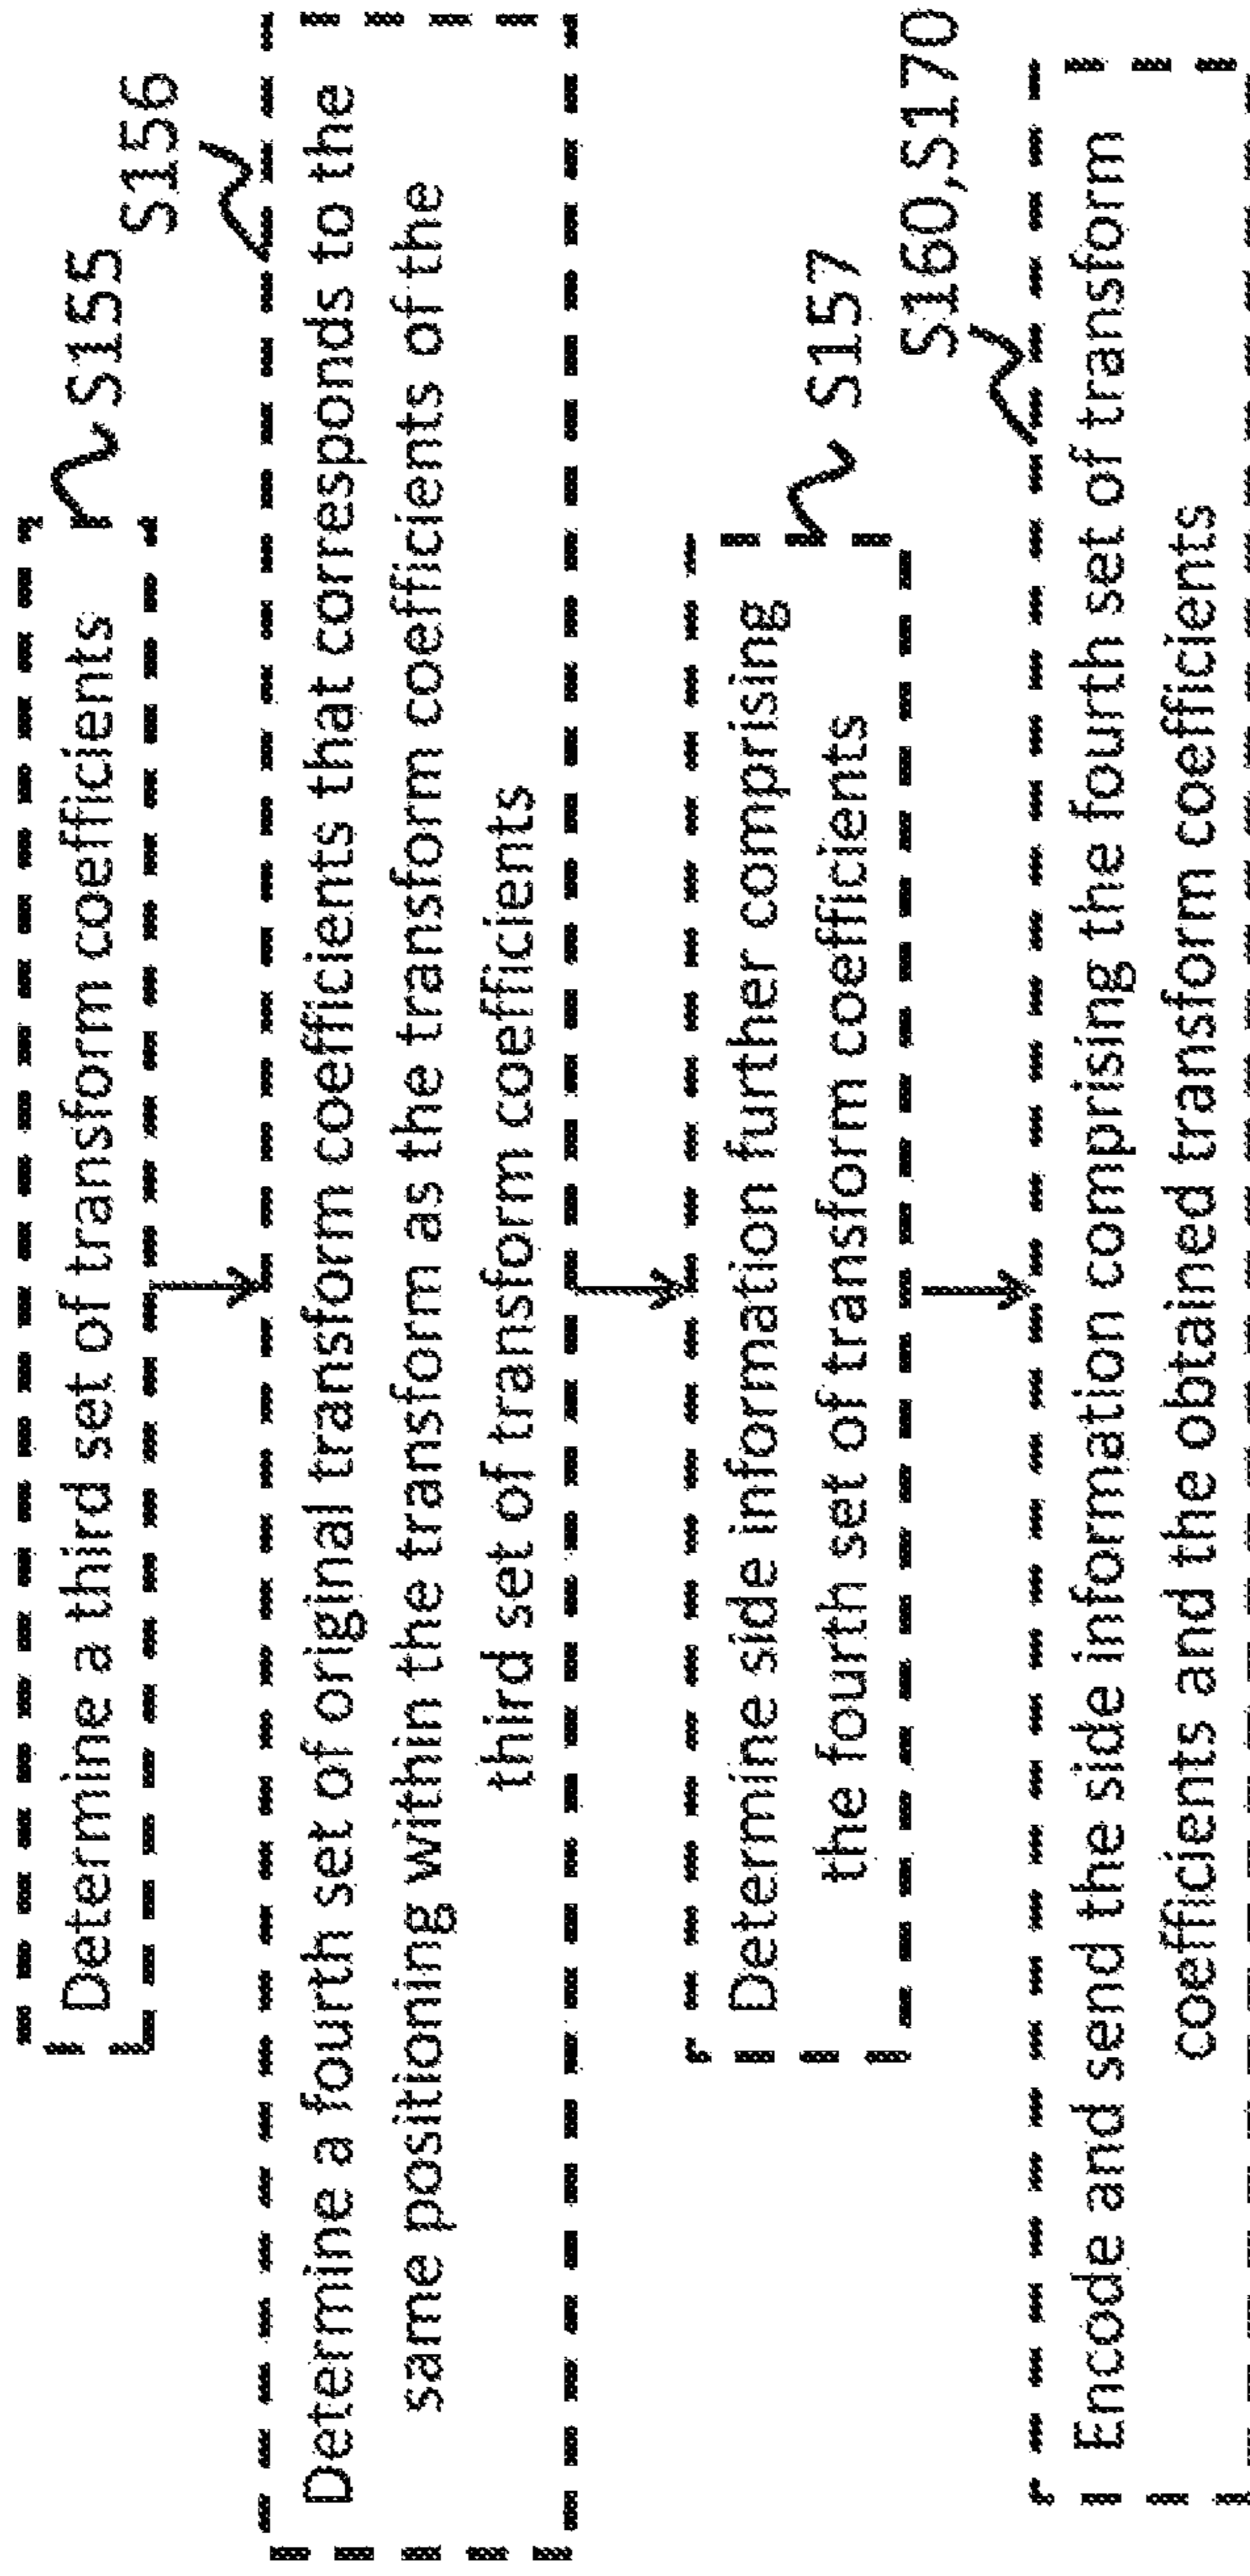 Determine a third set of transform coefficients
S155
S156
Determine a fourth set of original transform coefficients that corresponds to the
same positioning within the transform as the transform coefficients of the
third set of transform coefficients
Determine side information further comprising
the fourth set of transform coefficients
S157
S160,S170
Encode and send the side information comprising the fourth set of transform
coefficients and the obtained transform coefficients